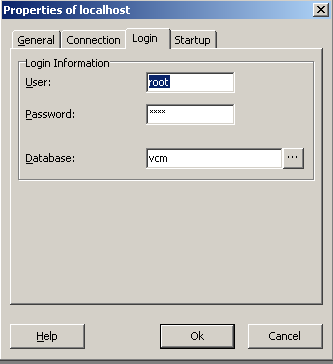 Properties of localhost
General Connection Login Startup
Login Information
User: root
Password: ****
Database: vcm ...
Help Ok Cancel